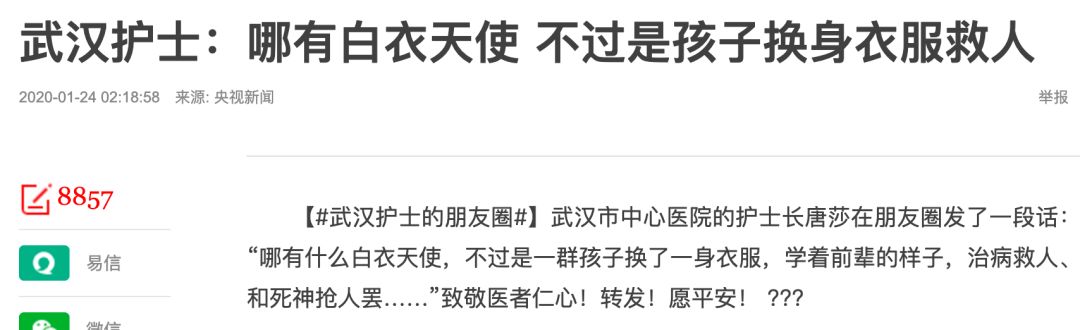 武汉护士：哪有白衣天使 不过是孩子换身衣服救人
2020-01-24 02:18:58 来源: 央视新闻 举报
8857
【#武汉护士的朋友圈#】武汉市中心医院的护士长唐莎在朋友圈发了一段话：
“哪有什么白衣天使，不过是一群孩子换了一身衣服，学着前辈的样子，治病救人、
和死神抢人罢……”致敬医者仁心！转发！愿平安！ ???
易信
微信